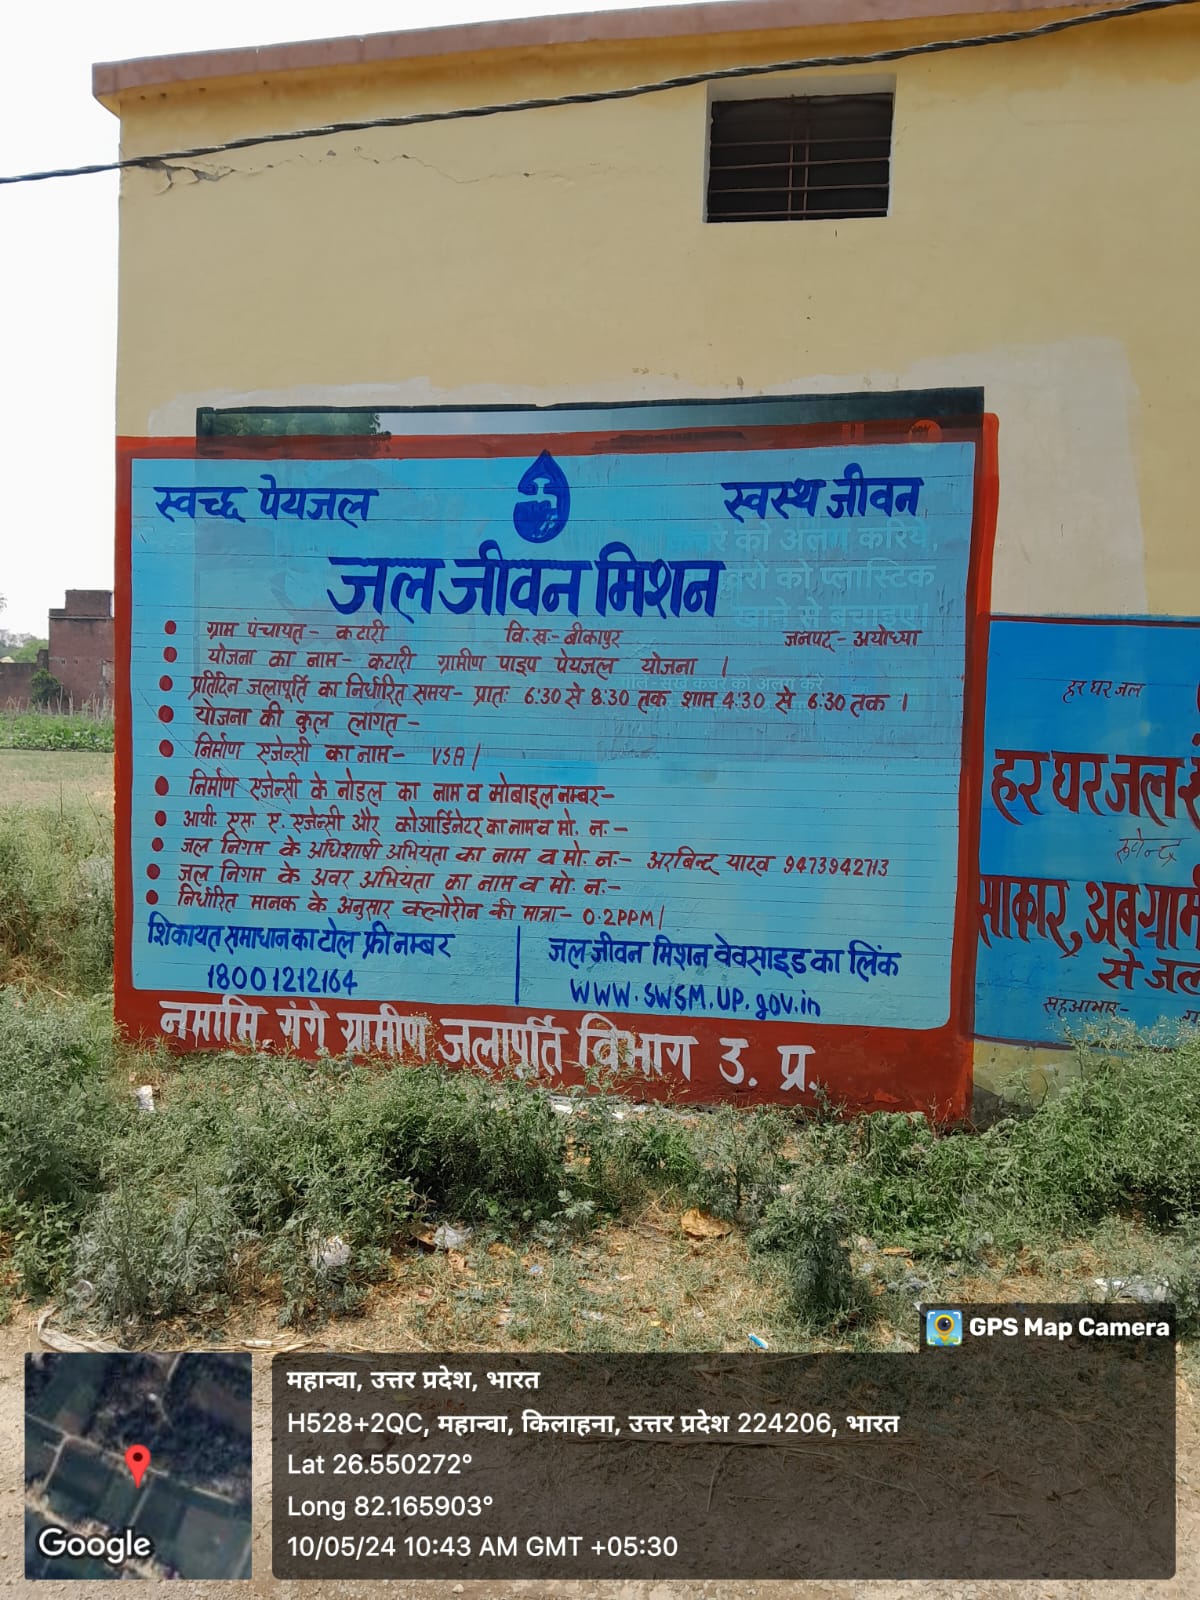 स्वच्छ पेयजल
स्वस्थ जीवन
जल जीवन मिशन
ग्राम पंचायत- कटारी वि.ख:- बीकापुर जनपद- अयोध्या
योजना का नाम- कटारी ग्रामीण पाइप पेयजल योजना ।
प्रतिदिन जलापूर्ति का निर्धारित समय- प्रातः 6:30 से 8:30 तक शाम 4:30 से 6:30 तक ।
योजना की कुल लागत-
निर्माण एजेन्सी का नाम- VSA/
निर्माण एजेन्सी के नोडल का नाम व मोबाइल नम्बर-
आयी. एस. ए. एजेन्सी और कोआर्डिनेटर का नाम व मो. न.-
जल निगम के अधिशाषी अभियंता का नाम व मो. न:- अरबिन्द यादव 9473942713
जल निगम के अवर अभियंता का नाम व मो. न:-
निर्धारित मानक के अनुसार क्लोरीन की मात्रा- 0.2PPM/
शिकायत समाधान का टोल फ्री नम्बर
18001212164
जल जीवन मिशन वेवसाइड का लिंक
WWW.SWSM.UP.gov.in
नमामि गंगे ग्रामीण जलापूर्ति विभाग उ. प्र.
को अलग करिये,
को प्लास्टिक
खाने से बचाइए।
हर घर जल
हर घर जल
साकार, अब ग्राम
से जल
GPS Map Camera
महान्वा, उत्तर प्रदेश, भारत
H528+2QC, महान्वा, किलाहना, उत्तर प्रदेश 224206, भारत
Lat 26.550272°
Long 82.165903°
10/05/24 10:43 AM GMT +05:30
Google